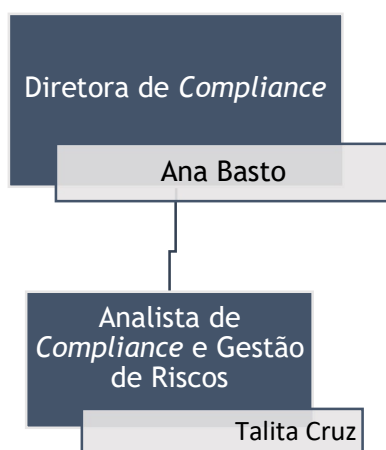 Diretora de Compliance
Ana Basto
Analista de
Compliance e Gestão
de Riscos
Talita Cruz